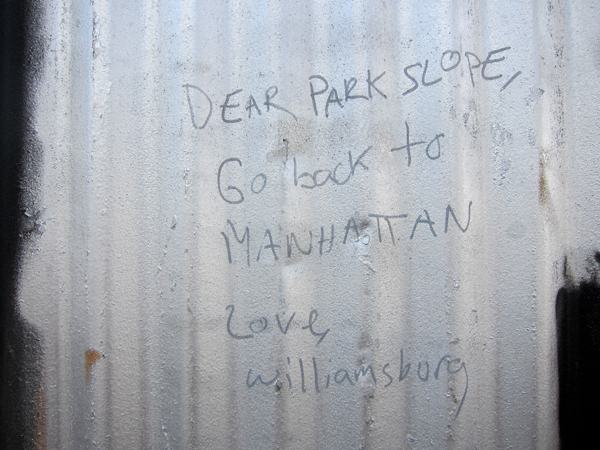 DEAR PARK SLOPE,
Go back to
MANHATTAN
Love,
williamsburg